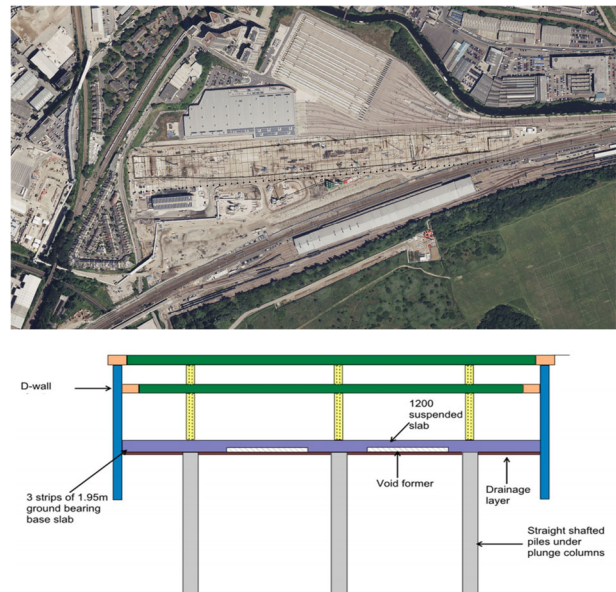 D-wall
1200
suspended
slab
3 strips of 1.95m
ground bearing
base slab
Void former
Drainage
layer
Straight shafted
piles under
plunge columns